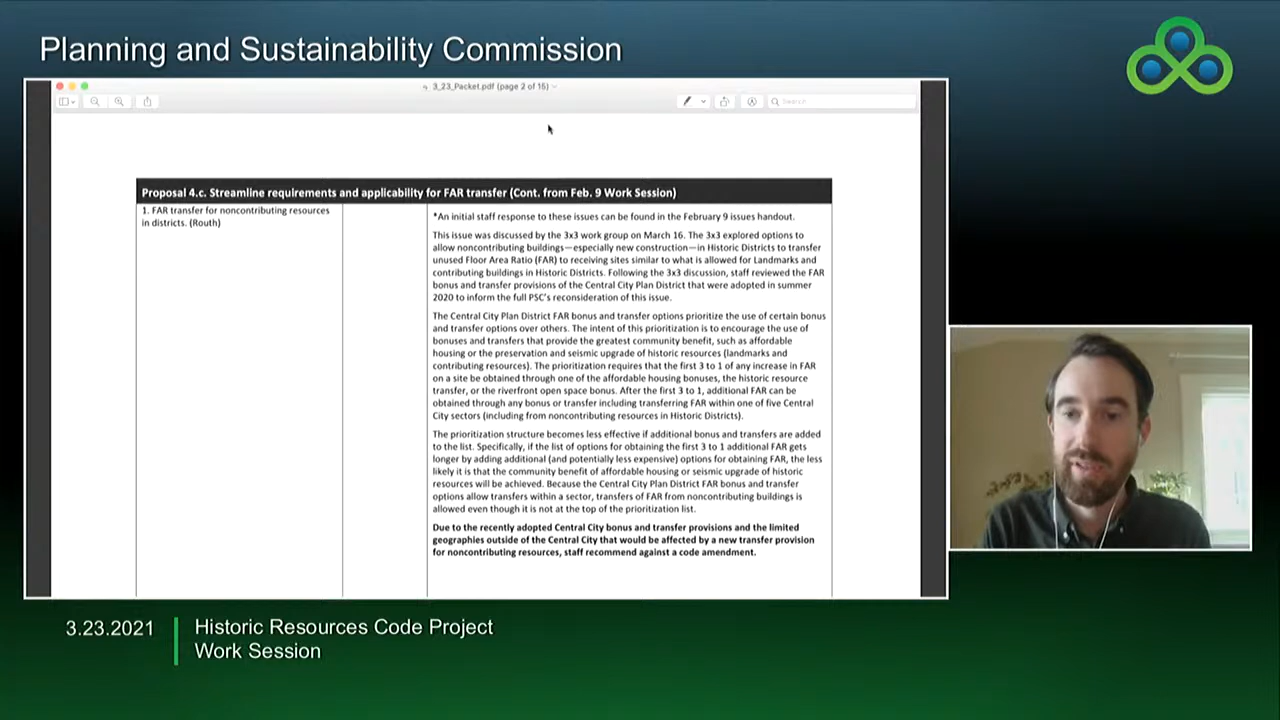 Planning and Sustainability Commission
3_23_Packet.pdf (page 2 of 15)
Search
Proposal 4.c. Streamline requirements and applicability for FAR transfer (Cont. from Feb. 9 Work Session)
1. FAR transfer for noncontributing resources
in districts. (Routh)
*An initial staff response to these issues can be found in the February 9 issues handout.
This issue was discussed by the 3x3 work group on March 16. The 3x3 explored options to
allow noncontributing buildings—especially new construction—in Historic Districts to transfer
unused Floor Area Ratio (FAR) to receiving sites similar to what is allowed for Landmarks and
contributing buildings in Historic Districts. Following the 3x3 discussion, staff reviewed the FAR
bonus and transfer provisions of the Central City Plan District that were adopted in summer
2020 to inform the full PSC's reconsideration of this issue.
The Central City Plan District FAR bonus and transfer options prioritize the use of certain bonus
and transfer options over others. The intent of this prioritization is to encourage the use of
bonuses and transfers that provide the greatest community benefit, such as affordable
housing or the preservation and seismic upgrade of historic resources (landmarks and
contributing resources). The prioritization requires that the first 3 to 1 of any increase in FAR
on a site be obtained through one of the affordable housing bonuses, the historic resource
transfer, or the riverfront open space bonus. After the first 3 to 1, additional FAR can be
obtained through any bonus or transfer including transferring FAR within one of five Central
City sectors (including from noncontributing resources in Historic Districts).
The prioritization structure becomes less effective if additional bonus and transfers are added
to the list. Specifically, if the list of options for obtaining the first 3 to 1 additional FAR gets
longer by adding additional (and potentially less expensive) options for obtaining FAR, the less
likely it is that the community benefit of affordable housing or seismic upgrade of historic
resources will be achieved. Because the Central City Plan District FAR bonus and transfer
options allow transfers within a sector, transfers of FAR from noncontributing buildings is
allowed even though it is not at the top of the prioritization list.
Due to the recently adopted Central City bonus and transfer provisions and the limited
geographies outside of the Central City that would be affected by a new transfer provision
for noncontributing resources, staff recommend against a code amendment.
3.23.2021
Historic Resources Code Project
Work Session